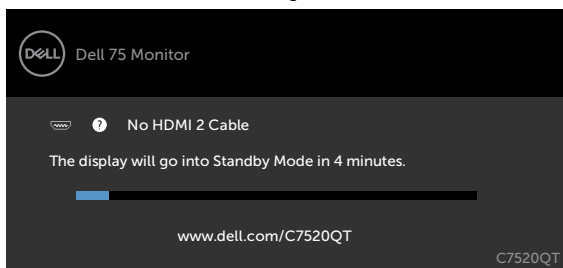 DELL
Dell 75 Monitor
? No HDMI 2 Cable
The display will go into Standby Mode in 4 minutes.
www.dell.com/C7520QT
C7520QT